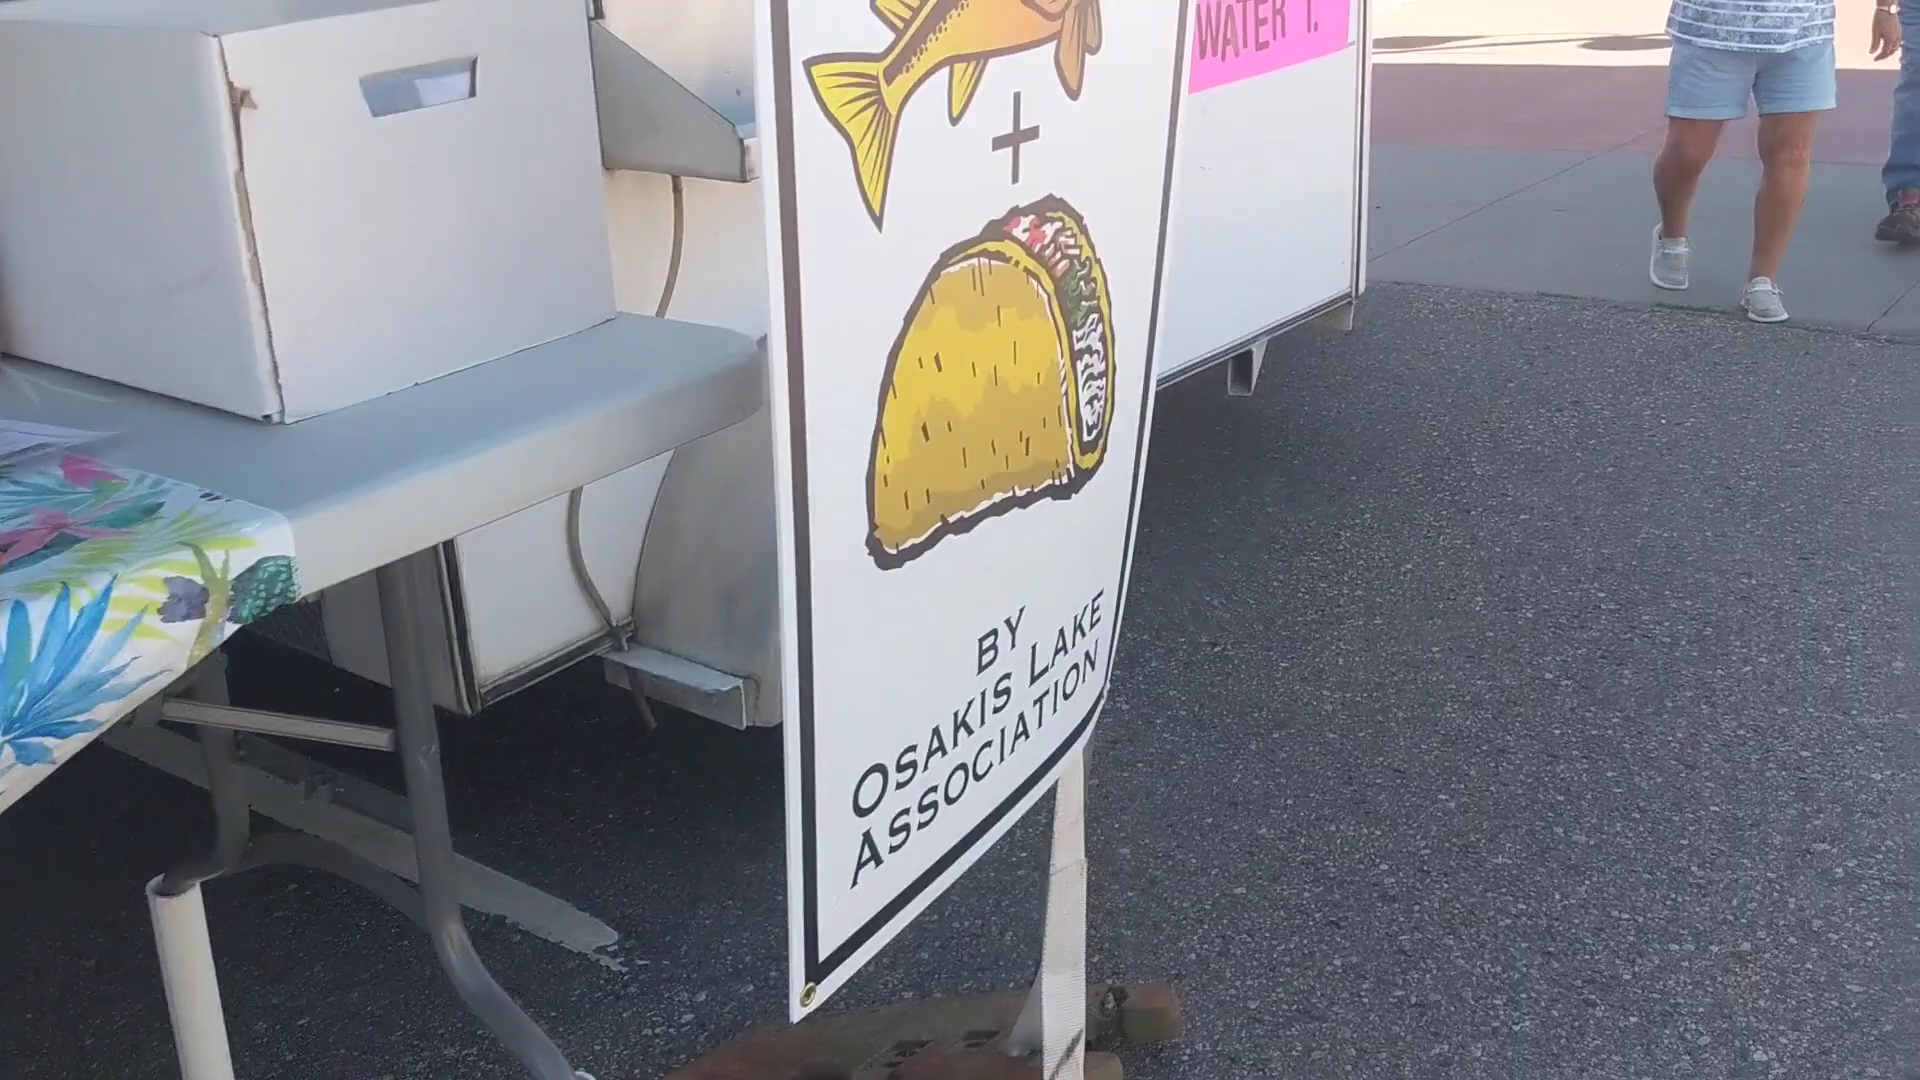 WATER 1.
+
BY
OSAKIS LAKE
ASSOCIATION